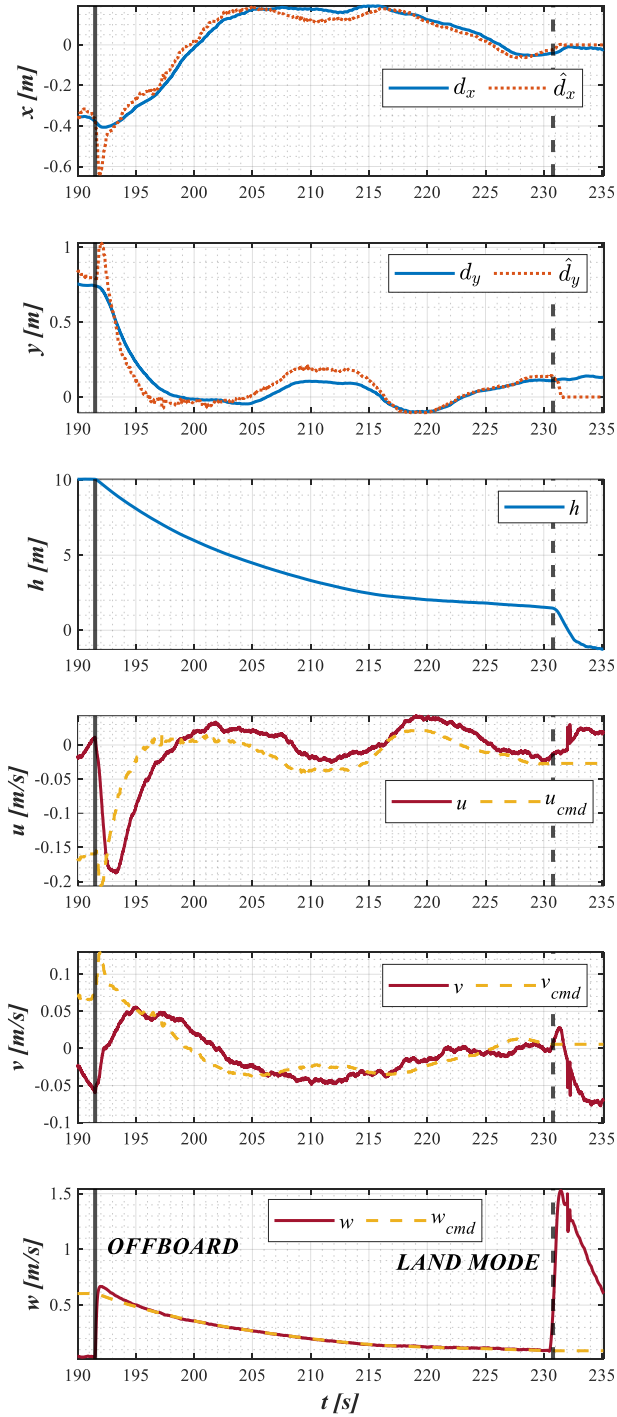 0
-0.2
-0.4
-0.6
x [m]
d_x  d̂_x
190 195 200 205 210 215 220 225 230 235
1
0.5
0
y [m]
d_y  d̂_y
190 195 200 205 210 215 220 225 230 235
10
5
0
h [m]
h
190 195 200 205 210 215 220 225 230 235
0
-0.05
-0.1
-0.15
-0.2
u [m/s]
u  u_cmd
190 195 200 205 210 215 220 225 230 235
0.1
0.05
0
-0.05
-0.1
v [m/s]
v  v_cmd
190 195 200 205 210 215 220 225 230 235
1.5
1
0.5
w [m/s]
w  w_cmd
OFFBOARD
LAND MODE
190 195 200 205 210 215 220 225 230 235
t [s]